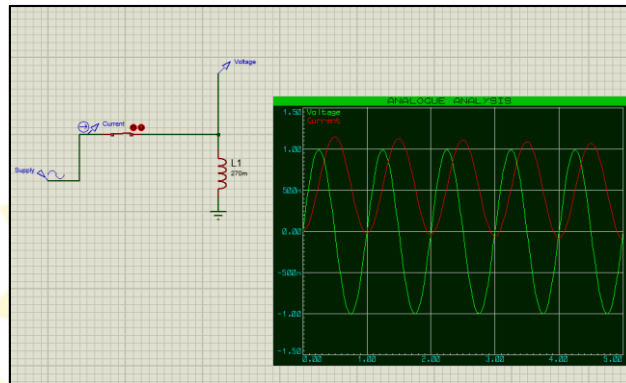 Voltage
Current
Supply
L1
270m
ANALOGUE ANALYSIS
1.50
Voltage
Current
1.00
500m
0.00
-500m
-1.00
-1.50
0.00 1.00 2.00 3.00 4.00 5.00